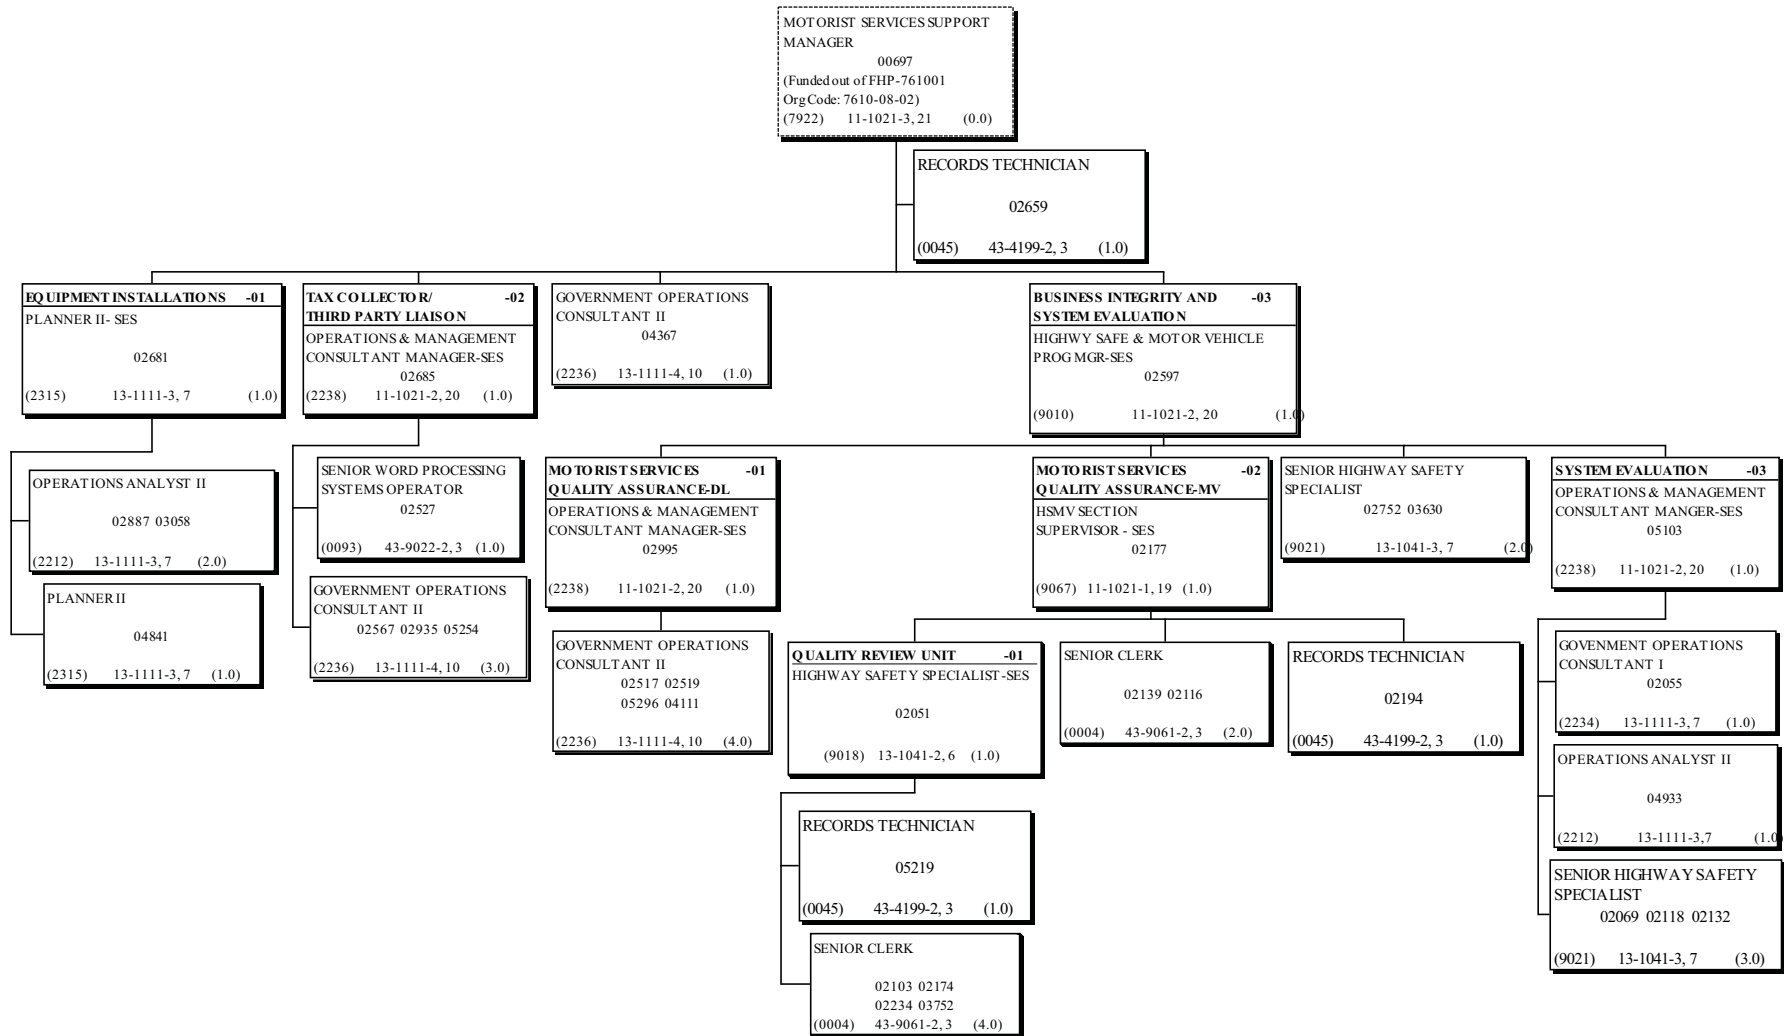 MOTORIST SERVICES SUPPORT
MANAGER
00697
(Funded out of FHP-761001
Org Code: 7610-08-02)
(7922) 11-1021-3, 21 (0.0)
RECORDS TECHNICIAN
02659
(0045) 43-4199-2, 3 (1.0)
EQUIPMENT INSTALLATIONS -01
PLANNER II- SES
02681
(2315) 13-1111-3, 7 (1.0)
TAX COLLECTOR/ -02
THIRD PARTY LIAISON
OPERATIONS & MANAGEMENT
CONSULTANT MANAGER-SES
02685
(2238) 11-1021-2, 20 (1.0)
GOVERNMENT OPERATIONS
CONSULTANT II
04367
(2236) 13-1111-4, 10 (1.0)
BUSINESS INTEGRITY AND -03
SYSTEM EVALUATION
HIGHWY SAFE & MOTOR VEHICLE
PROG MGR-SES
02597
(9010) 11-1021-2, 20 (1.0)
OPERATIONS ANALYST II
02887 03058
(2212) 13-1111-3, 7 (2.0)
PLANNER II
04841
(2315) 13-1111-3, 7 (1.0)
SENIOR WORD PROCESSING
SYSTEMS OPERATOR
02527
(0093) 43-9022-2, 3 (1.0)
GOVERNMENT OPERATIONS
CONSULTANT II
02567 02935 05254
(2236) 13-1111-4, 10 (3.0)
MOTORIST SERVICES -01
QUALITY ASSURANCE-DL
OPERATIONS & MANAGEMENT
CONSULTANT MANAGER-SES
02995
(2238) 11-1021-2, 20 (1.0)
GOVERNMENT OPERATIONS
CONSULTANT II
02517 02519
05296 04111
(2236) 13-1111-4, 10 (4.0)
MOTORIST SERVICES -02
QUALITY ASSURANCE-MV
HSMV SECTION
SUPERVISOR - SES
02177
(9067) 11-1021-1, 19 (1.0)
SENIOR HIGHWAY SAFETY
SPECIALIST
02752 03630
(9021) 13-1041-3, 7 (2.0)
SYSTEM EVALUATION -03
OPERATIONS & MANAGEMENT
CONSULTANT MANGER-SES
05103
(2238) 11-1021-2, 20 (1.0)
QUALITY REVIEW UNIT -01
HIGHWAY SAFETY SPECIALIST-SES
02051
(9018) 13-1041-2, 6 (1.0)
SENIOR CLERK
02139 02116
(0004) 43-9061-2, 3 (2.0)
RECORDS TECHNICIAN
02194
(0045) 43-4199-2, 3 (1.0)
RECORDS TECHNICIAN
05219
(0045) 43-4199-2, 3 (1.0)
SENIOR CLERK
02103 02174
02234 03752
(0004) 43-9061-2, 3 (4.0)
GOVENMENT OPERATIONS
CONSULTANT I
02055
(2234) 13-1111-3, 7 (1.0)
OPERATIONS ANALYST II
04933
(2212) 13-1111-3,7 (1.0)
SENIOR HIGHWAY SAFETY
SPECIALIST
02069 02118 02132
(9021) 13-1041-3, 7 (3.0)